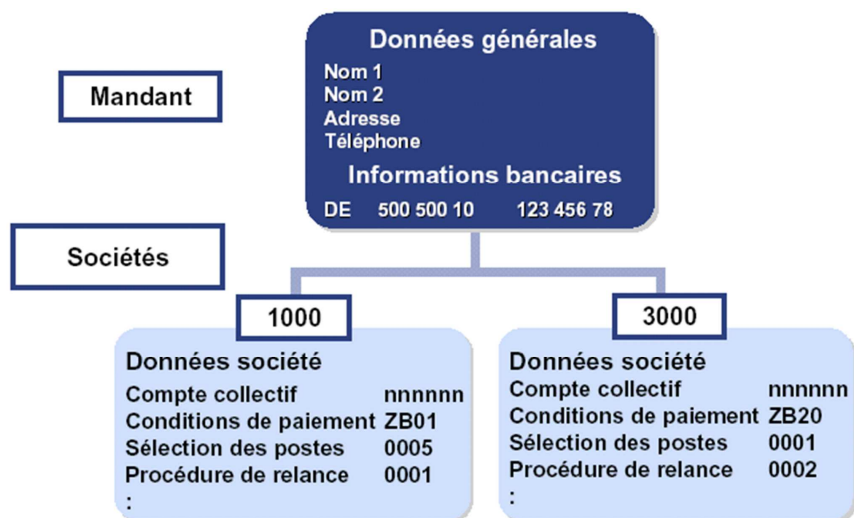 Données générales
Nom 1
Nom 2
Adresse
Téléphone
Informations bancaires
DE 500 500 10 123 456 78
Mandant
Sociétés
1000
Données société
Compte collectif nnnnnn
Conditions de paiement ZB01
Sélection des postes 0005
Procédure de relance 0001
:
3000
Données société
Compte collectif nnnnnn
Conditions de paiement ZB20
Sélection des postes 0001
Procédure de relance 0002
: